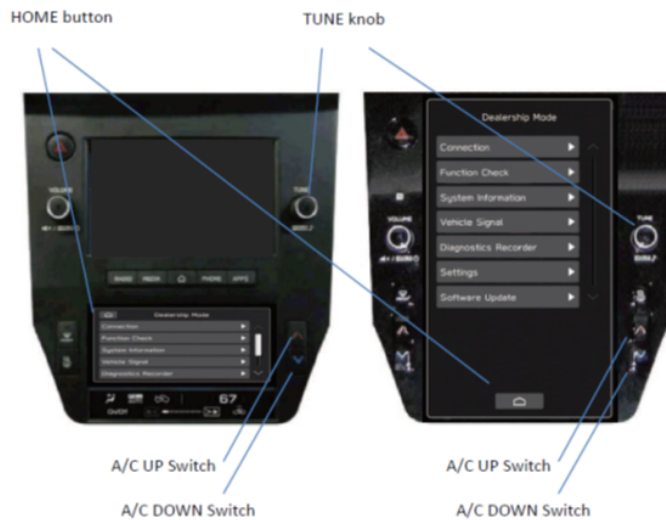 HOME button
TUNE knob
VOLUME
TUNE
RADIO MEDIA PHONE APPS
Dealership Mode
Connection
Function Check
System Information
Vehicle Signal
Diagnostics Recorder
67
Dealership Mode
Connection
Function Check
System Information
Vehicle Signal
Diagnostics Recorder
Settings
Software Update
VOLUME
TUNE
A/C UP Switch
A/C DOWN Switch
A/C UP Switch
A/C DOWN Switch